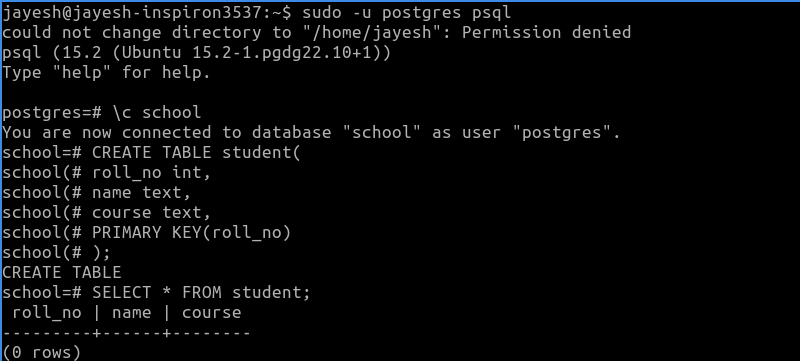 jayesh@jayesh-inspiron3537:~$ sudo -u postgres psql
could not change directory to "/home/jayesh": Permission denied
psql (15.2 (Ubuntu 15.2-1.pgdg22.10+1))
Type "help" for help.

postgres=# \c school
You are now connected to database "school" as user "postgres".
school=# CREATE TABLE student(
school(# roll_no int,
school(# name text,
school(# course text,
school(# PRIMARY KEY(roll_no)
school(# );
CREATE TABLE
school=# SELECT * FROM student;
 roll_no | name | course
---------+------+--------
(0 rows)